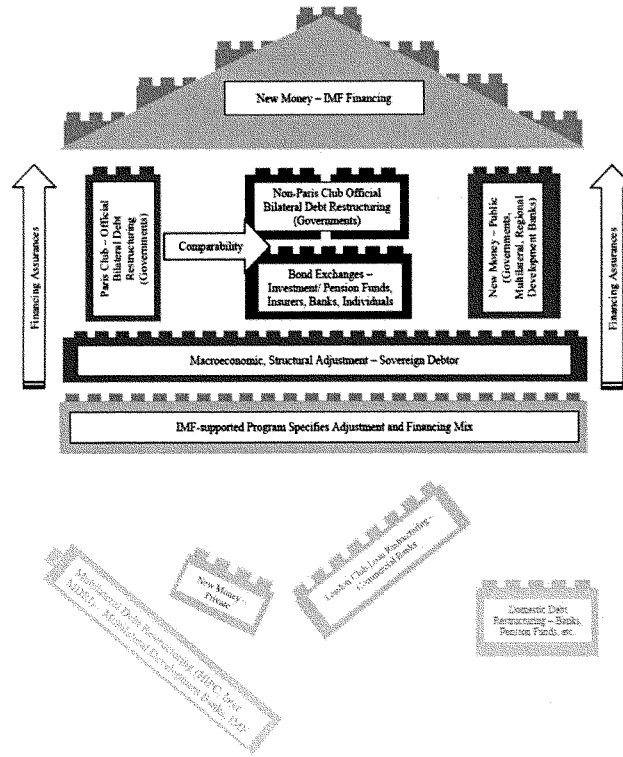 New Money – IMF Financing
Financing Assurances
Paris Club – Official
Bilateral Debt
Restructuring
(Governments)
Comparability
Non-Paris Club Official
Bilateral Debt Restructuring
(Governments)
Bond Exchanges –
Investment/ Pension Funds,
Insurers, Banks, Individuals
New Money – Public
(Governments,
Multilateral, Regional
Development Banks)
Financing Assurances
Macroeconomic, Structural Adjustment – Sovereign Debtor
IMF-supported Program Specifies Adjustment and Financing Mix
Multilateral Debt Restructuring (HIPC, later
MDRI) – Multilateral Development Banks, IMF
New Money –
Private
London Club Loan Restructuring –
Commercial Banks
Domestic Debt
Restructuring – Banks,
Pension Funds, etc.